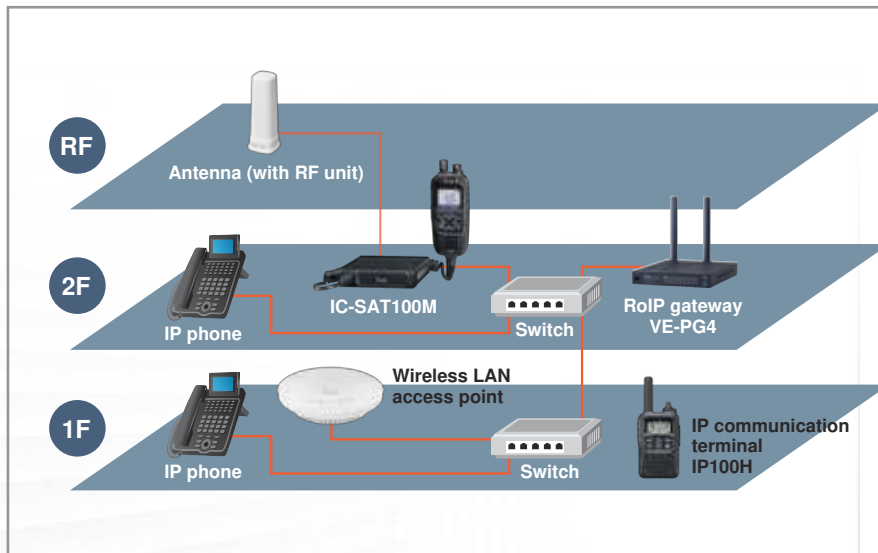 RF
Antenna (with RF unit)
2F
IP phone
IC-SAT100M
Switch
RoIP gateway
VE-PG4
1F
IP phone
Wireless LAN
access point
Switch
IP communication
terminal
IP100H